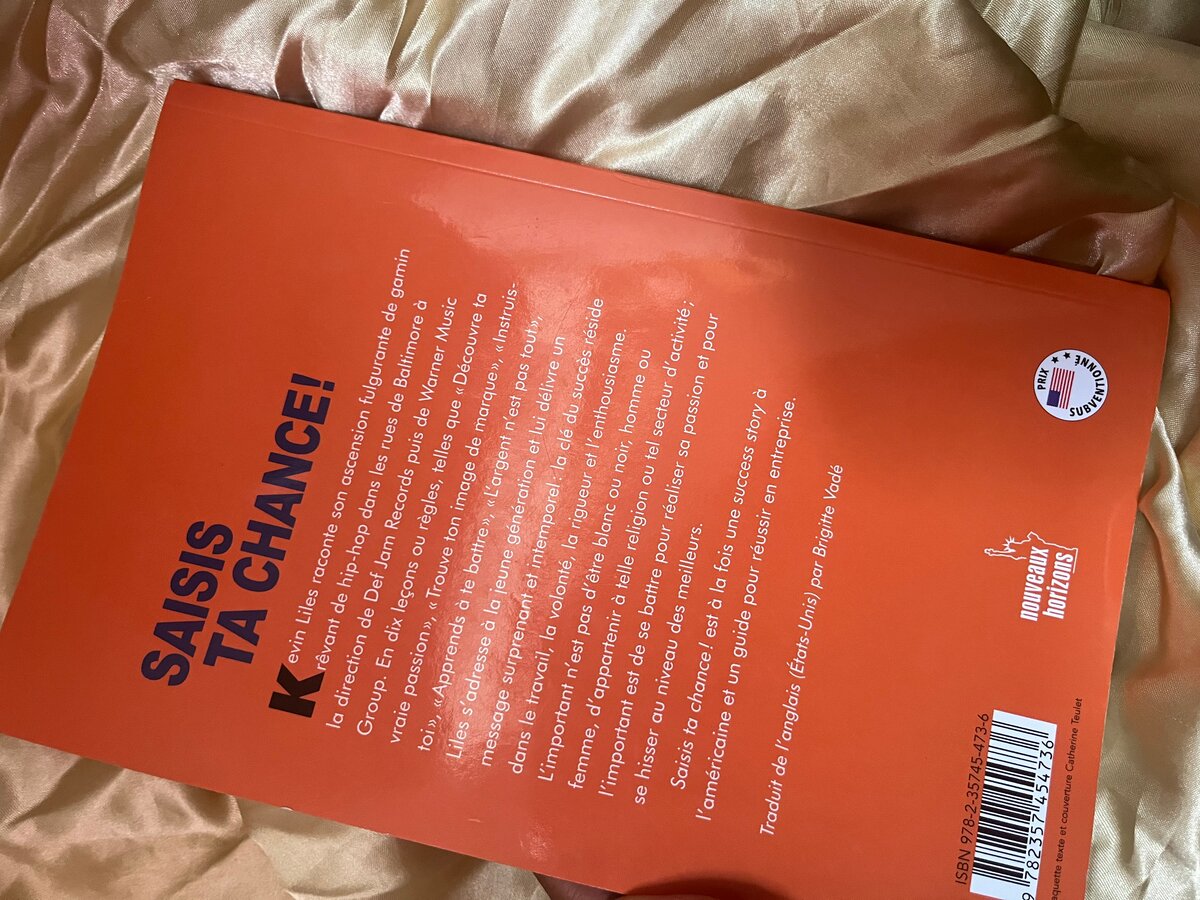 SAISIS
TA CHANCE!
Kevin Liles raconte son ascension fulgurante de gamin
rêvant de hip-hop dans les rues de Baltimore à
la direction de Def Jam Records puis de Warner Music
Group. En dix leçons ou règles, telles que «Découvre ta
vraie passion», «Trouve ton image de marque», «Instruis-
toi», «Apprends à te battre», «L'argent n'est pas tout»,
Liles s'adresse à la jeune génération et lui délivre un
message surprenant et intemporel: la clé du succès réside
dans le travail, la volonté, la rigueur et l'enthousiasme.
L'important n'est pas d'être blanc ou noir, homme ou
femme, d'appartenir à telle religion ou tel secteur d'activité;
l'important est de se battre pour réaliser sa passion et pour
se hisser au niveau des meilleurs.
Saisis ta chance! est à la fois une success story à
l'américaine et un guide pour réussir en entreprise.
Traduit de l'anglais (États-Unis) par Brigitte Vadé
ISBN 978-2-35745-473-6
9 782357 454736
nouveaux
horizons
PRIX
SUBVENTIONNÉ
aquette texte et couverture Catherine Teulet